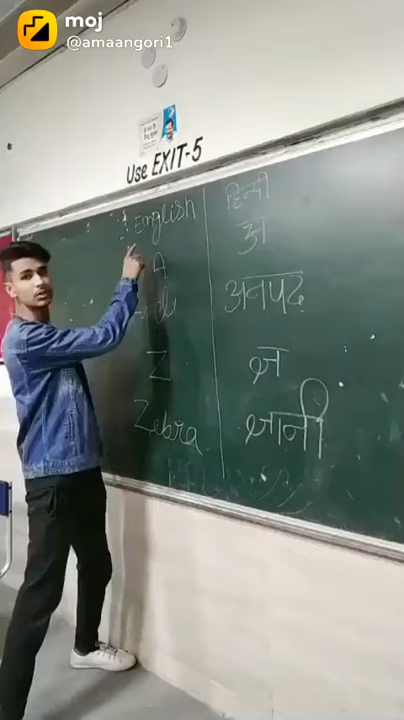 moj
@amaangori1
Use EXIT-5
English
हिन्दी
A
अ
अनपढ़
Z
ज्ञ
Zebra
ज्ञानी